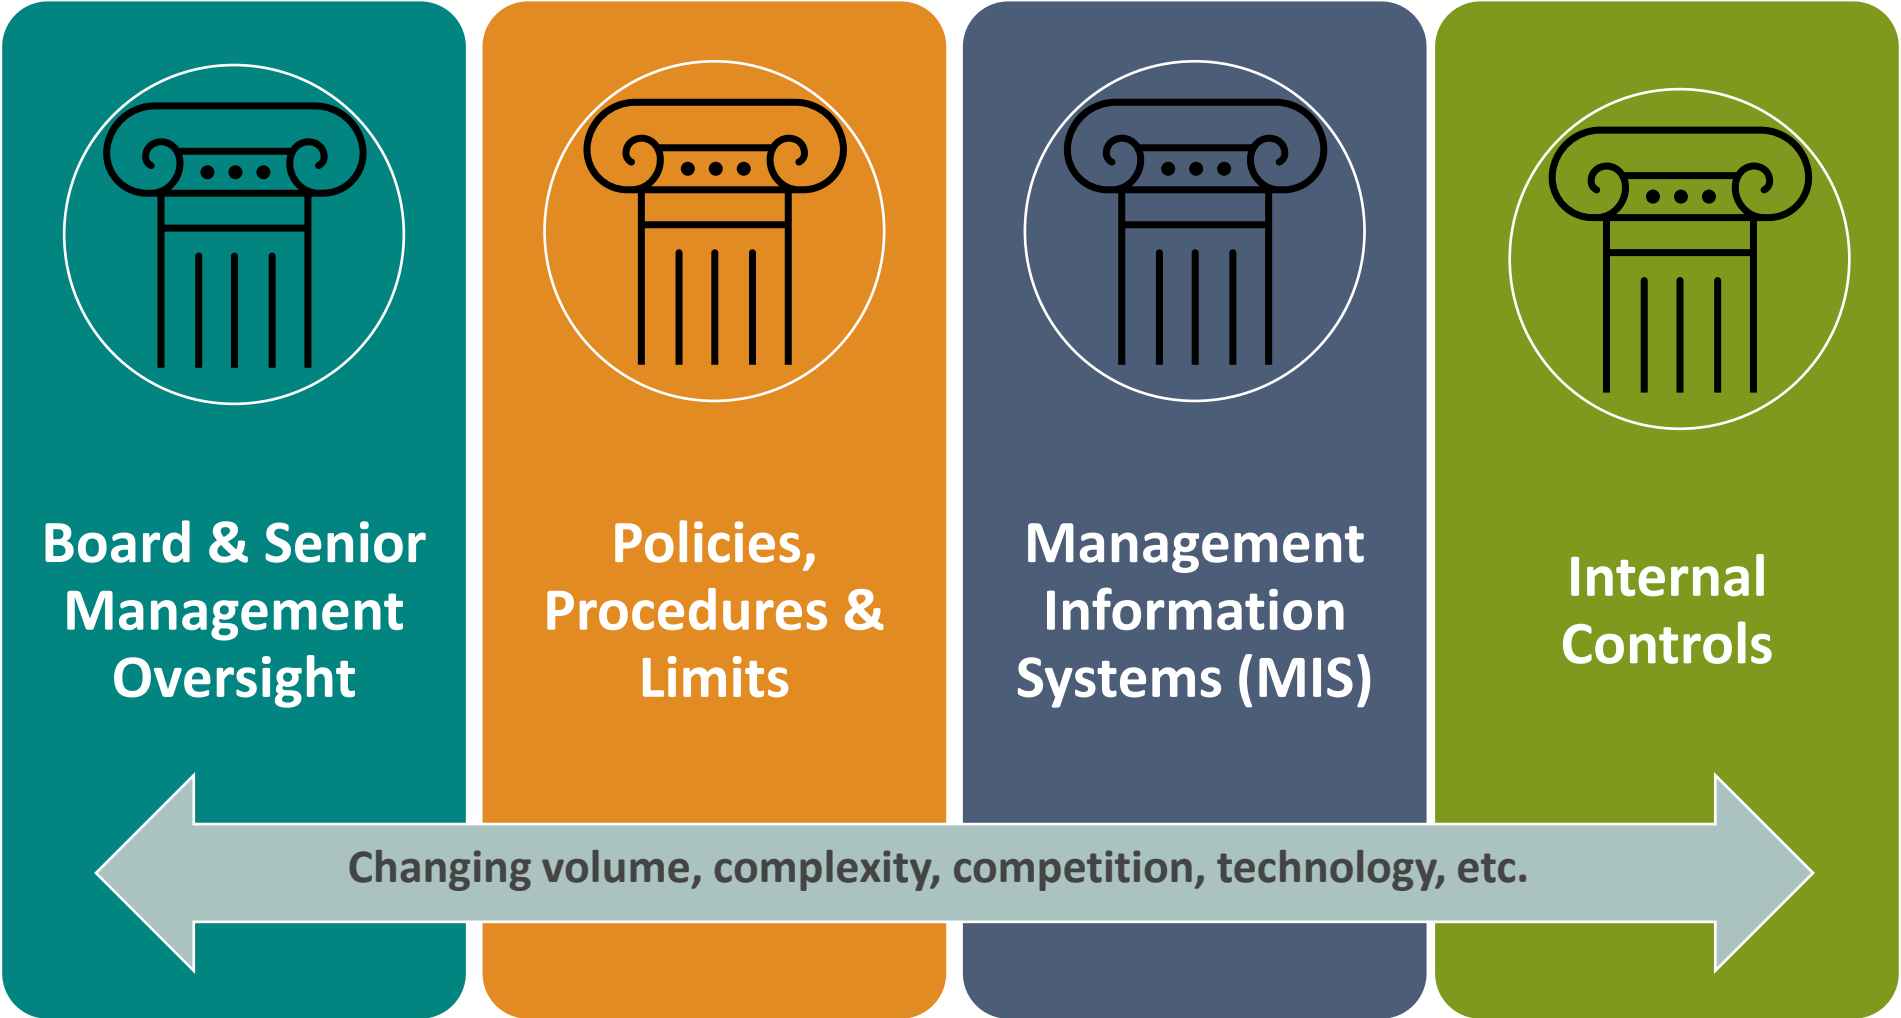 Board & Senior
Management
Oversight
Policies,
Procedures &
Limits
Management
Information
Systems (MIS)
Internal
Controls
Changing volume, complexity, competition, technology, etc.